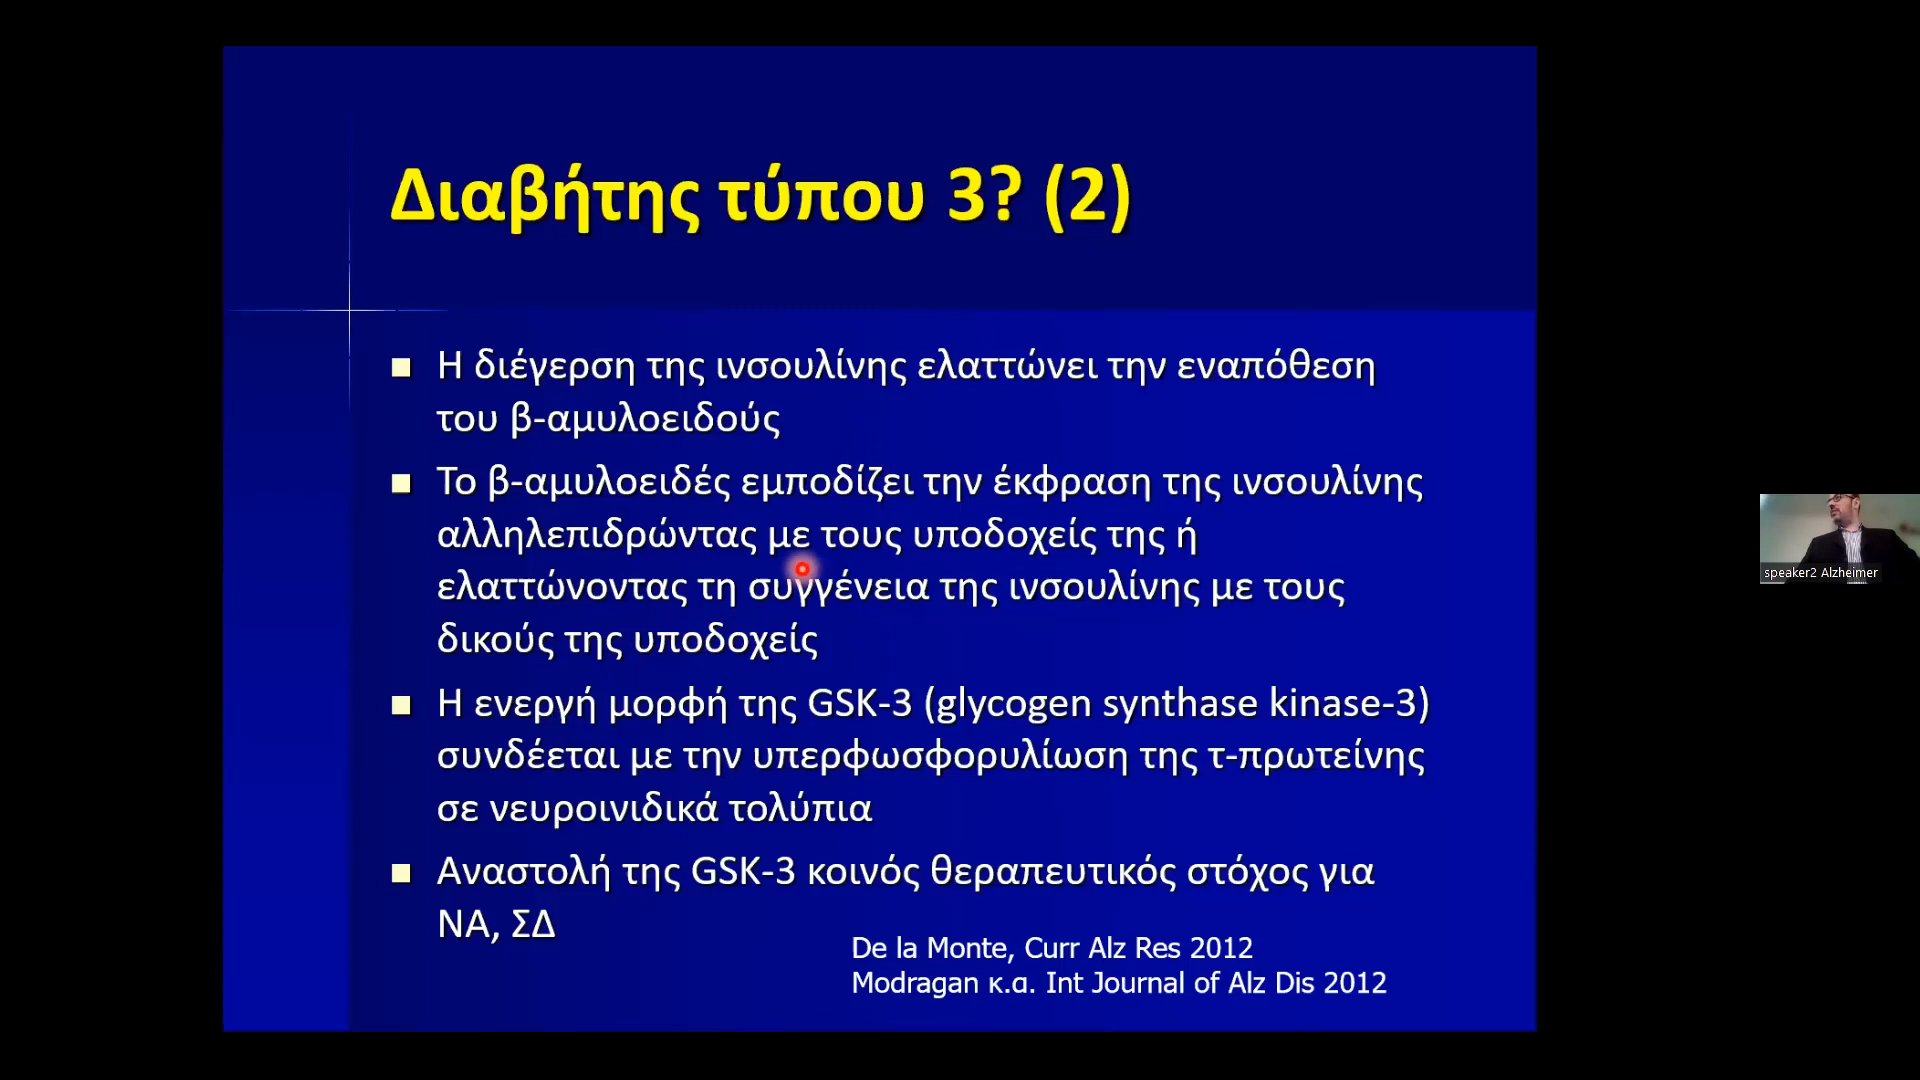 Διαβήτης τύπου 3? (2)
Η διέγερση της ινσουλίνης ελαττώνει την εναπόθεση
του β-αμυλοειδούς
Το β-αμυλοειδές εμποδίζει την έκφραση της ινσουλίνης
αλληλεπιδρώντας με τους υποδοχείς της ή
ελαττώνοντας τη συγγένεια της ινσουλίνης με τους
δικούς της υποδοχείς
Η ενεργή μορφή της GSK-3 (glycogen synthase kinase-3)
συνδέεται με την υπερφωσφορυλίωση της τ-πρωτείνης
σε νευροινιδικά τολύπια
Αναστολή της GSK-3 κοινός θεραπευτικός στόχος για
ΝΑ, ΣΔ
De la Monte, Curr Alz Res 2012
Modragan κ.α. Int Journal of Alz Dis 2012
speaker2 Alzheimer